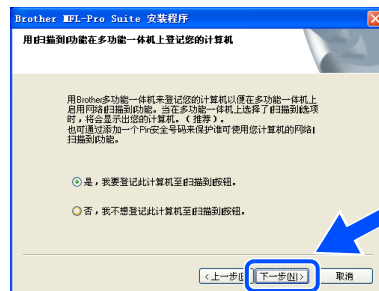 Brother MFL-Pro Suite 安装程序
用扫描到功能在多功能一体机上登记您的计算机
用Brother多功能一体机来登记您的计算机以便在多功能一体机上
启用网络扫描到功能。当在多功能一体机上选择了扫描到选项
时，将会显示出您的计算机。（推荐）。
也可通过添加一个Pin安全号码来保护谁可使用您计算机的网络
扫描到功能。
是，我要登记此计算机至扫描到按钮。
否，我不想登记此计算机至扫描到按钮。
<上一步 下一步(N)> 取消